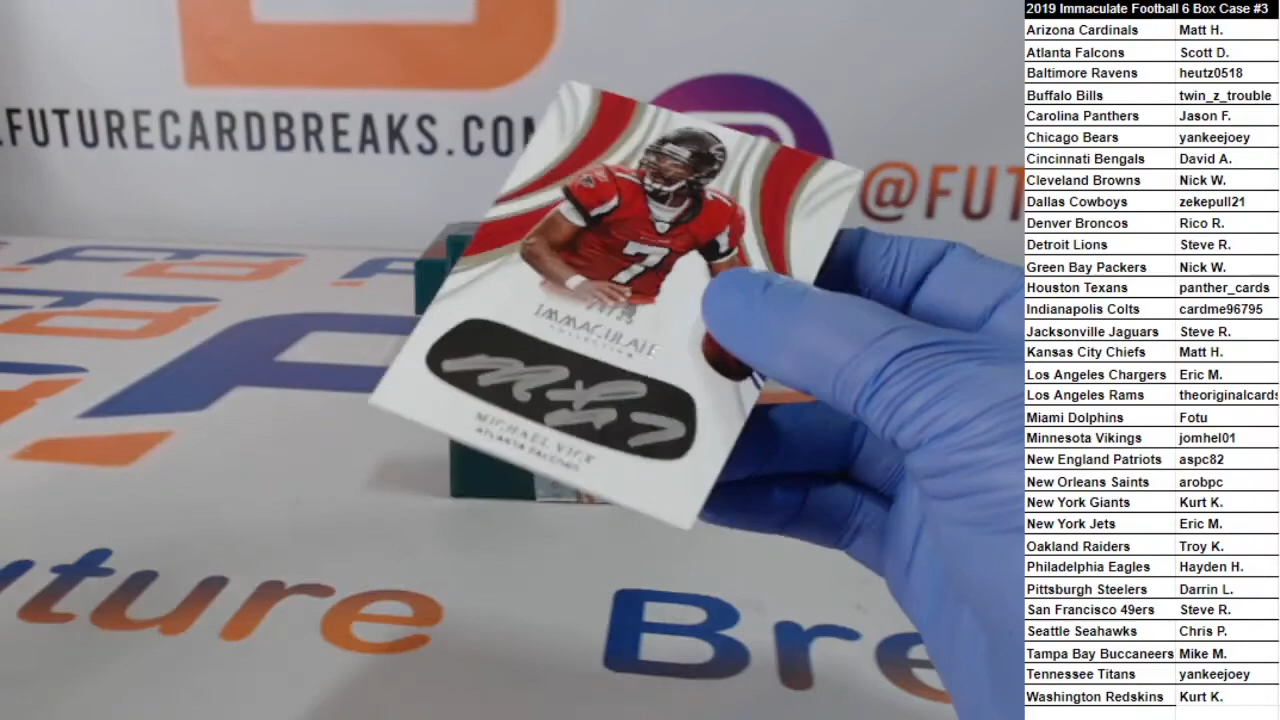 .FUTURECARDBREAKS.COM
@FUT
7
IMMACULATE
COLLECTION
MICHAEL VICK
ATLANTA FALCONS
uture
Bre
2019 Immaculate Football 6 Box Case #3
Arizona Cardinals Matt H.
Atlanta Falcons Scott D.
Baltimore Ravens heutz0518
Buffalo Bills twin_z_trouble
Carolina Panthers Jason F.
Chicago Bears yankeejoey
Cincinnati Bengals David A.
Cleveland Browns Nick W.
Dallas Cowboys zekepull21
Denver Broncos Rico R.
Detroit Lions Steve R.
Green Bay Packers Nick W.
Houston Texans panther_cards
Indianapolis Colts cardme96795
Jacksonville Jaguars Steve R.
Kansas City Chiefs Matt H.
Los Angeles Chargers Eric M.
Los Angeles Rams theoriginalcards
Miami Dolphins Fotu
Minnesota Vikings jomhel01
New England Patriots aspc82
New Orleans Saints arobpc
New York Giants Kurt K.
New York Jets Eric M.
Oakland Raiders Troy K.
Philadelphia Eagles Hayden H.
Pittsburgh Steelers Darrin L.
San Francisco 49ers Steve R.
Seattle Seahawks Chris P.
Tampa Bay Buccaneers Mike M.
Tennessee Titans yankeejoey
Washington Redskins Kurt K.